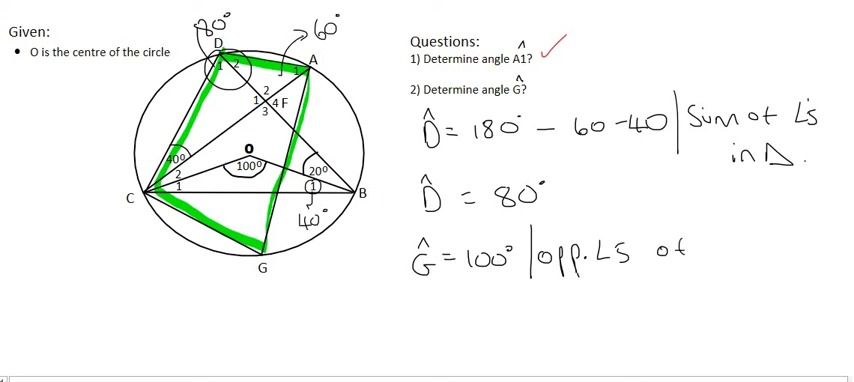 Given:
• O is the centre of the circle
80°
60°
D
1 2
A
1
2
1 4 F
3
40°
O
100°
20°
2
1
1
C
B
40°
G
Questions:
1) Determine angle Â1?
2) Determine angle Ĝ?
D̂ = 180° - 60 - 40 | Sum of ∠'s
in Δ.
D̂ = 80°
Ĝ = 100° | opp. ∠S of